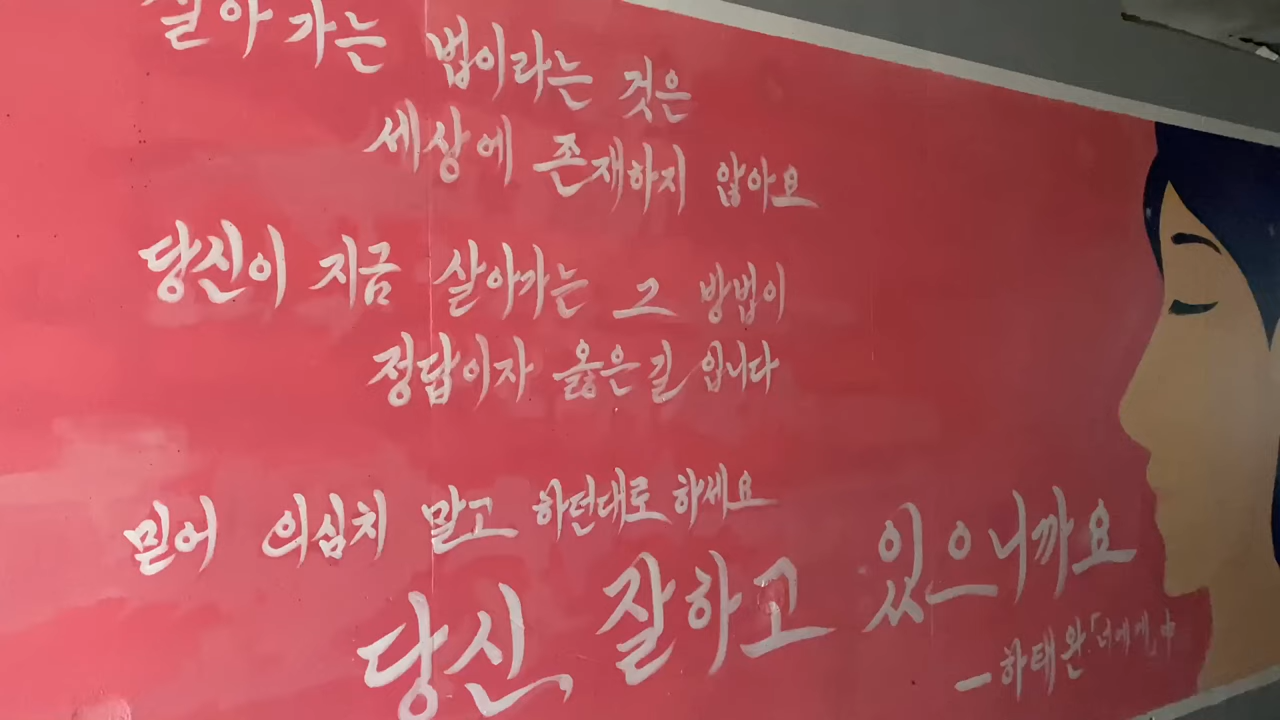 살아가는 법이라는 것은
세상에 존재하지 않아요
당신이 지금 살아가는 그 방법이
정답이자 옳은 길 입니다
믿어 의심치 말고 하던대로 하세요
당신, 잘하고 있으니까요
- 하태완 「너에게」 中